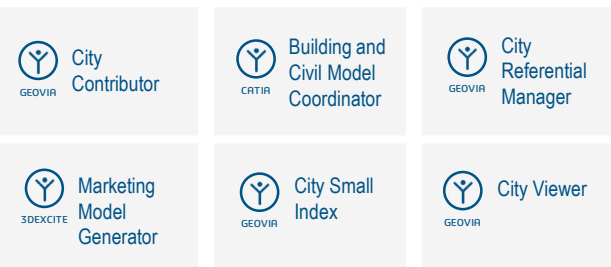 City
Contributor
GEOVIA
Building and
Civil Model
Coordinator
CATIA
City
Referential
Manager
GEOVIA
Marketing
Model
Generator
3DEXCITE
City Small
Index
GEOVIA
City Viewer
GEOVIA